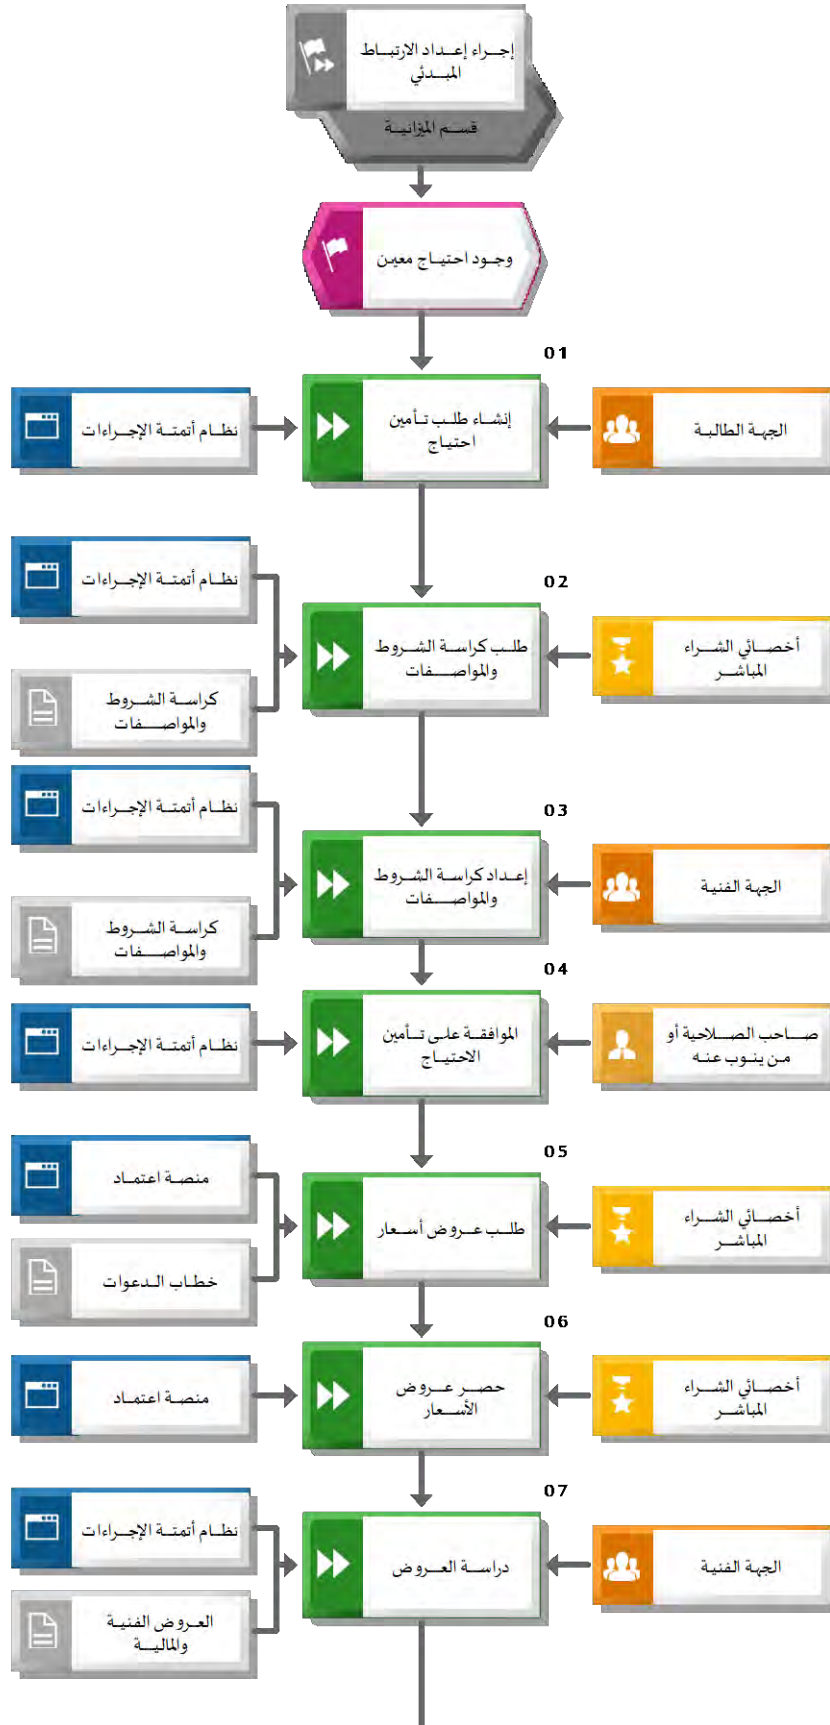 إجراء إعداد الارتباط
المبدئي
قسم الميزانية
وجود احتياج معين
01
الجهة الطالبة
إنشاء طلب تأمين
احتياج
نظام أتمتة الإجراءات
02
أخصائي الشراء
المباشر
طلب كراسة الشروط
والمواصفات
نظام أتمتة الإجراءات
كراسة الشروط
والمواصفات
03
الجهة الفنية
إعداد كراسة الشروط
والمواصفات
نظام أتمتة الإجراءات
كراسة الشروط
والمواصفات
04
صاحب الصلاحية أو
من ينوب عنه
الموافقة على تأمين
الاحتياج
نظام أتمتة الإجراءات
05
أخصائي الشراء
المباشر
طلب عروض أسعار
منصة اعتماد
خطاب الدعوات
06
أخصائي الشراء
المباشر
حصر عروض
الأسعار
منصة اعتماد
07
الجهة الفنية
دراسة العروض
نظام أتمتة الإجراءات
العروض الفنية
والمالية